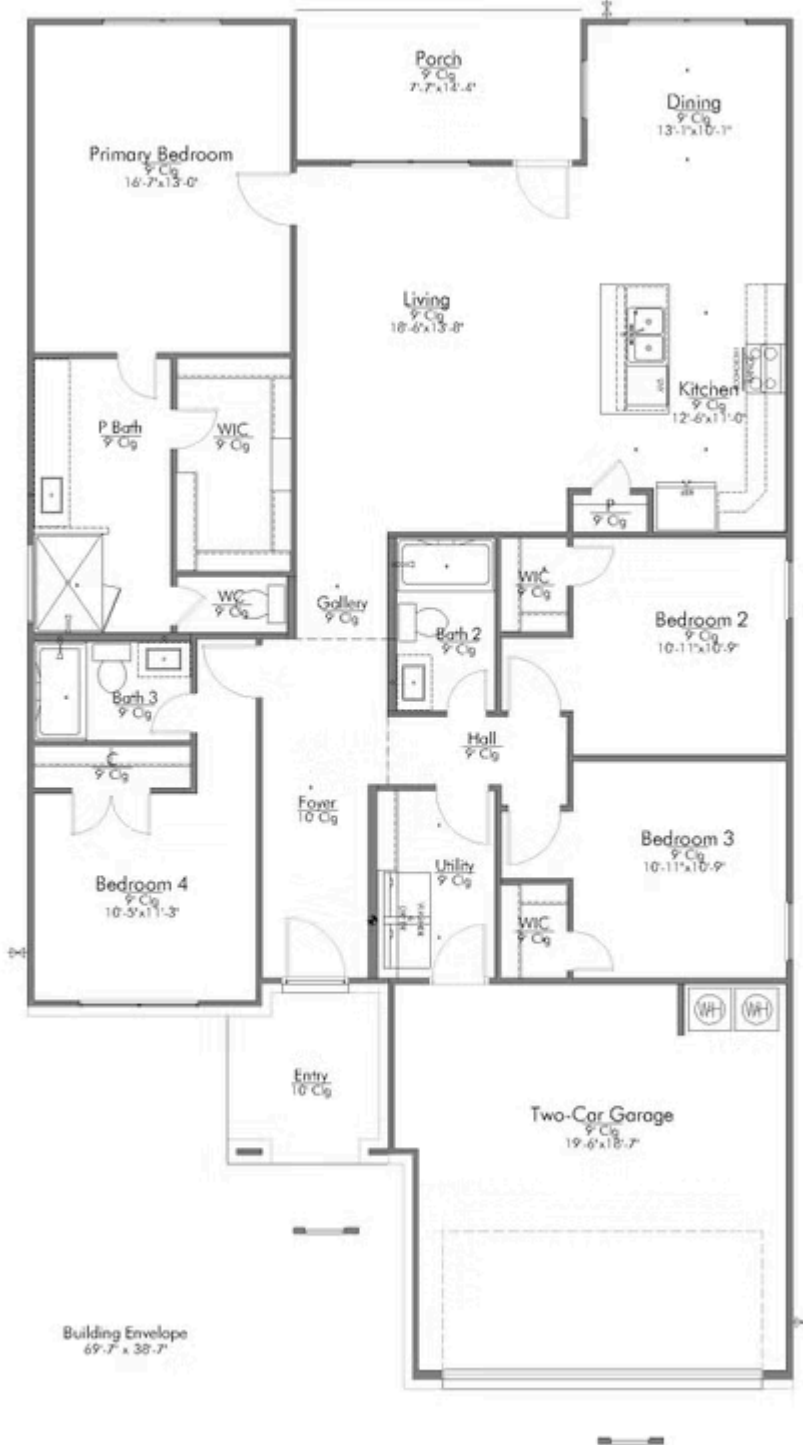 Porch
9' Clg
7'-7"x14'-4"
Dining
9' Clg
13'-1"x10'-1"
Primary Bedroom
9' Clg
16'-7"x13'-0"
Living
9' Clg
18'-6"x13'-8"
Kitchen
9' Clg
12'-6"x11'-0"
P Bath
9' Clg
WIC
9' Clg
REF
P
9' Clg
WC
9' Clg
Gallery
9' Clg
Bath 2
9' Clg
WIC
9' Clg
Bedroom 2
9' Clg
10'-11"x10'-9"
Bath 3
9' Clg
Hall
9' Clg
C
9' Clg
Foyer
10' Clg
Bedroom 4
9' Clg
10'-5"x11'-3"
Utility
9' Clg
Bedroom 3
9' Clg
10'-11"x10'-9"
WIC
9' Clg
WH
WH
Entry
10' Clg
Two-Car Garage
9' Clg
19'-6"x18'-7"
Building Envelope
69'-7" x 38'-7"